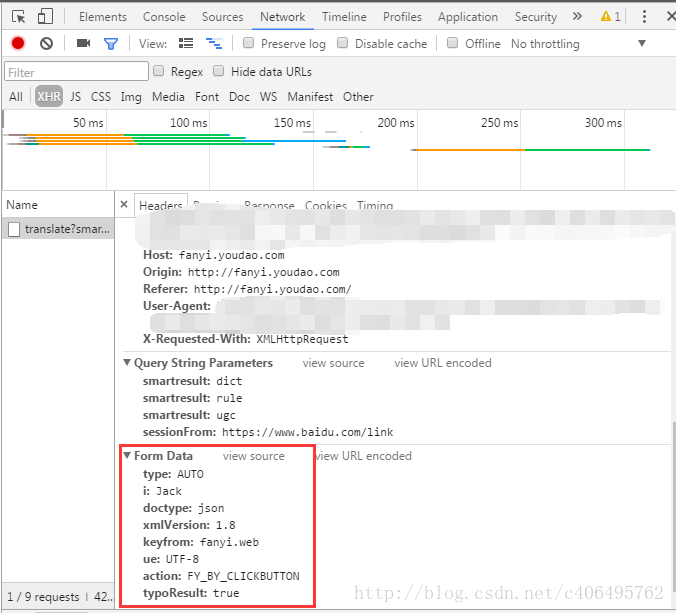 Elements Console Sources Network Timeline Profiles Application Security » 1
View: Preserve log Disable cache Offline No throttling
Filter Regex Hide data URLs
All XHR JS CSS Img Media Font Doc WS Manifest Other
50 ms 100 ms 150 ms 200 ms 250 ms 300 ms
Name × Headers Response Cookies Timing
translate?smar...
Host: fanyi.youdao.com
Origin: http://fanyi.youdao.com
Referer: http://fanyi.youdao.com/
User-Agent:
X-Requested-With: XMLHttpRequest
Query String Parameters view source view URL encoded
smartresult: dict
smartresult: rule
smartresult: ugc
sessionFrom: https://www.baidu.com/link
Form Data view source view URL encoded
type: AUTO
i: Jack
doctype: json
xmlVersion: 1.8
keyfrom: fanyi.web
ue: UTF-8
action: FY_BY_CLICKBUTTON
typoResult: true
1 / 9 requests | 42...
http://blog.csdn.net/c406495762